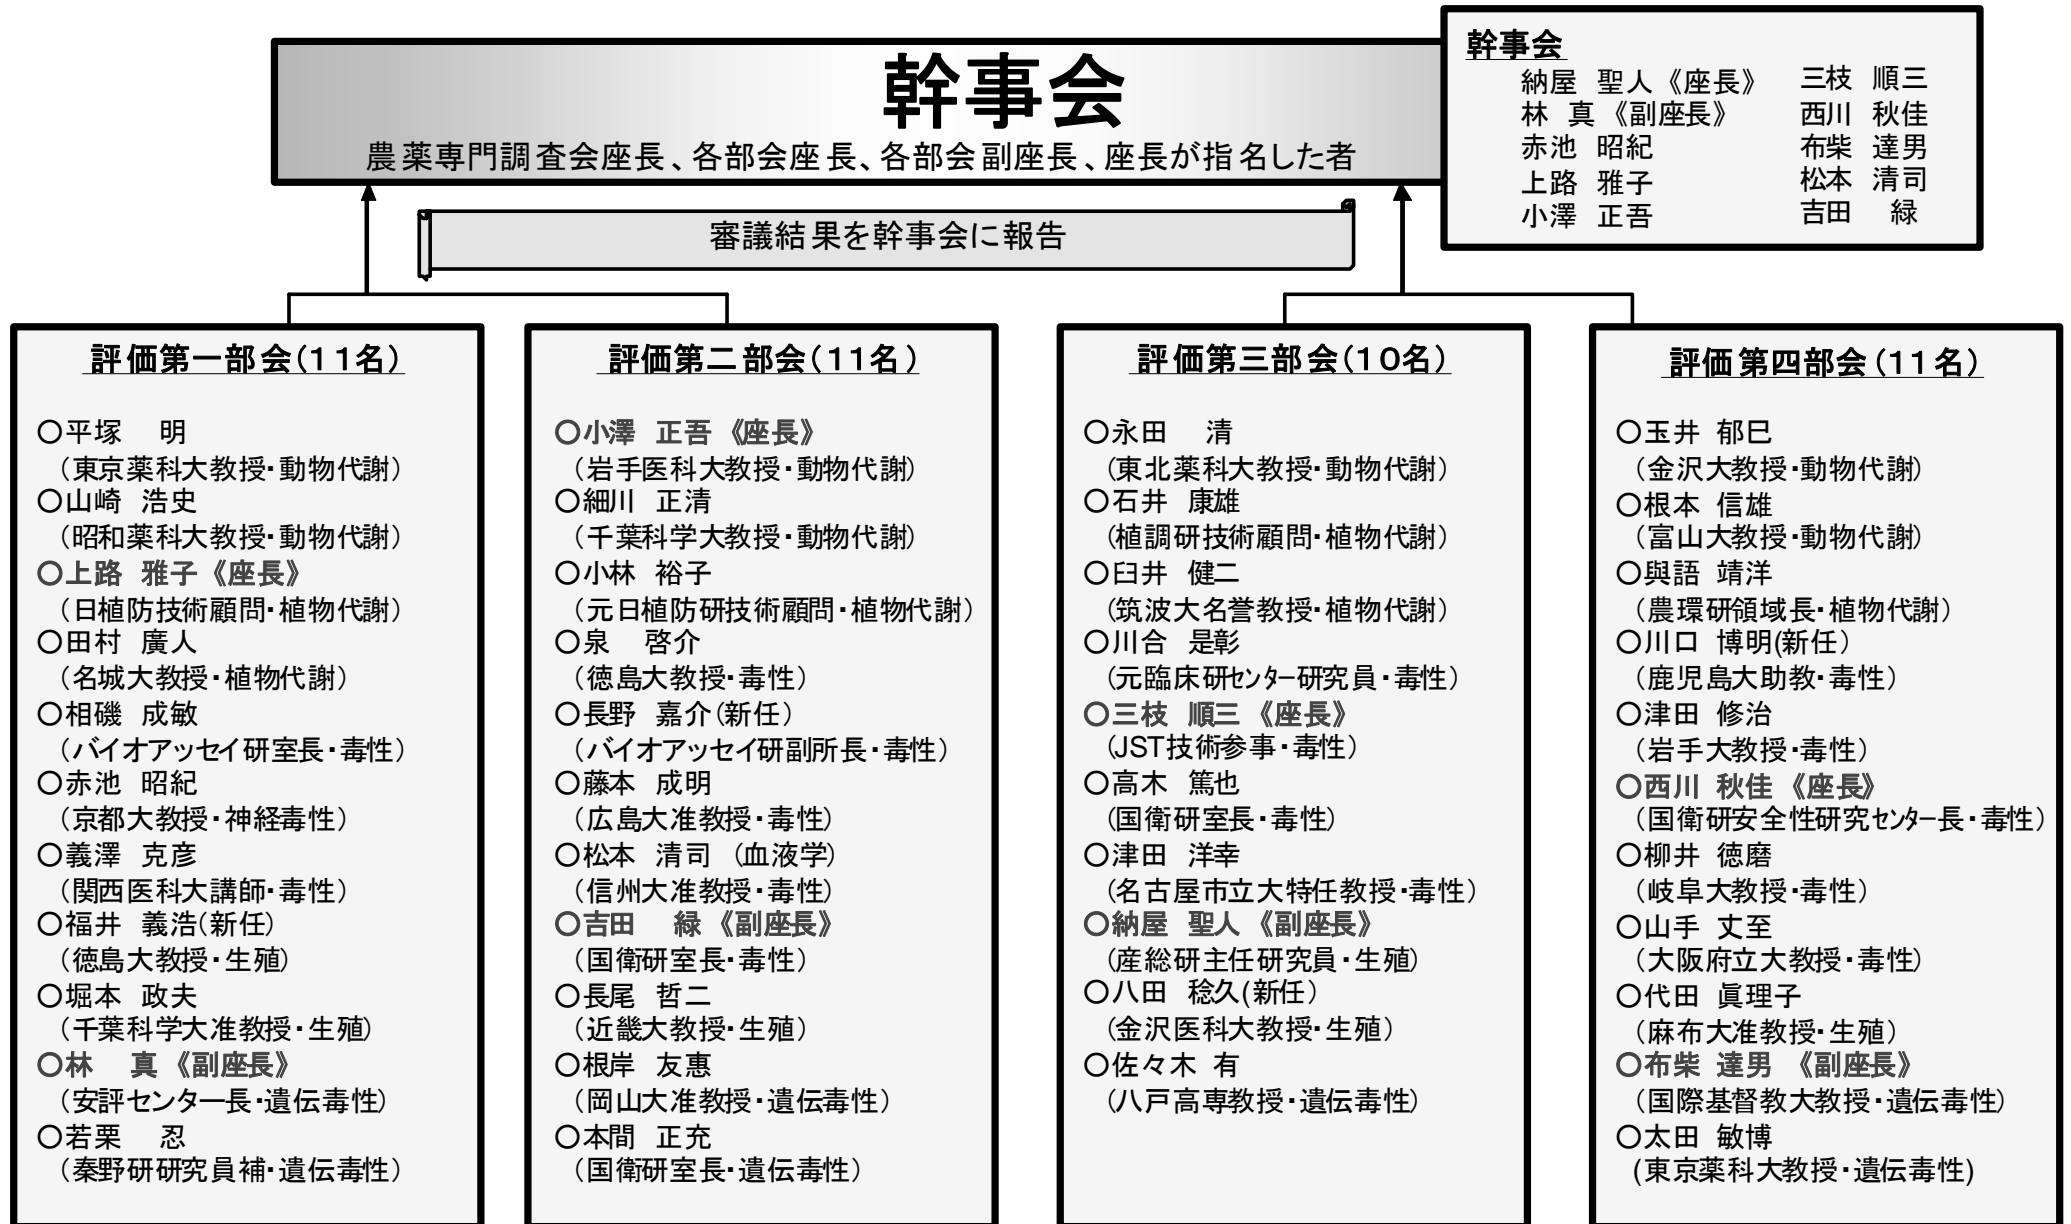 幹事会
農薬専門調査会座長、各部会座長、各部会副座長、座長が指名した者
幹事会
納屋 聖人《座長》
林 真《副座長》
赤池 昭紀
上路 雅子
小澤 正吾
三枝 順三
西川 秋佳
布柴 達男
松本 清司
吉田 緑
審議結果を幹事会に報告
評価第一部会(11名)
○平塚 明
(東京薬科大教授・動物代謝)
○山崎 浩史
(昭和薬科大教授・動物代謝)
○上路 雅子《座長》
(日植防技術顧問・植物代謝)
○田村 廣人
(名城大教授・植物代謝)
○相磯 成敏
(バイオアッセイ研室長・毒性)
○赤池 昭紀
(京都大教授・神経毒性)
○義澤 克彦
(関西医科大講師・毒性)
○福井 義浩(新任)
(徳島大教授・生殖)
○堀本 政夫
(千葉科学大准教授・生殖)
○林 真《副座長》
(安評センター長・遺伝毒性)
○若栗 忍
(秦野研研究員補・遺伝毒性)
評価第二部会(11名)
○小澤 正吾《座長》
(岩手医科大教授・動物代謝)
○細川 正清
(千葉科学大教授・動物代謝)
○小林 裕子
(元日植防研技術顧問・植物代謝)
○泉 啓介
(徳島大教授・毒性)
○長野 嘉介(新任)
(バイオアッセイ研副所長・毒性)
○藤本 成明
(広島大准教授・毒性)
○松本 清司 (血液学)
(信州大准教授・毒性)
○吉田 緑《副座長》
(国衛研室長・毒性)
○長尾 哲二
(近畿大教授・生殖)
○根岸 友惠
(岡山大准教授・遺伝毒性)
○本間 正充
(国衛研室長・遺伝毒性)
評価第三部会(10名)
○永田 清
(東北薬科大教授・動物代謝)
○石井 康雄
(植調研技術顧問・植物代謝)
○臼井 健二
(筑波大名誉教授・植物代謝)
○川合 是彰
(元臨床研センター研究員・毒性)
○三枝 順三《座長》
(JST技術参事・毒性)
○高木 篤也
(国衛研室長・毒性)
○津田 洋幸
(名古屋市立大特任教授・毒性)
○納屋 聖人《副座長》
(産総研主任研究員・生殖)
○八田 稔久(新任)
(金沢医科大教授・生殖)
○佐々木 有
(八戸高専教授・遺伝毒性)
評価第四部会(11名)
○玉井 郁巳
(金沢大教授・動物代謝)
○根本 信雄
(富山大教授・動物代謝)
○與語 靖洋
(農環研領域長・植物代謝)
○川口 博明(新任)
(鹿児島大助教・毒性)
○津田 修治
(岩手大教授・毒性)
○西川 秋佳《座長》
(国衛研安全性研究センター長・毒性)
○柳井 徳磨
(岐阜大教授・毒性)
○山手 丈至
(大阪府立大教授・毒性)
○代田 眞理子
(麻布大准教授・生殖)
○布柴 達男《副座長》
(国際基督教大教授・遺伝毒性)
○太田 敏博
(東京薬科大教授・遺伝毒性)